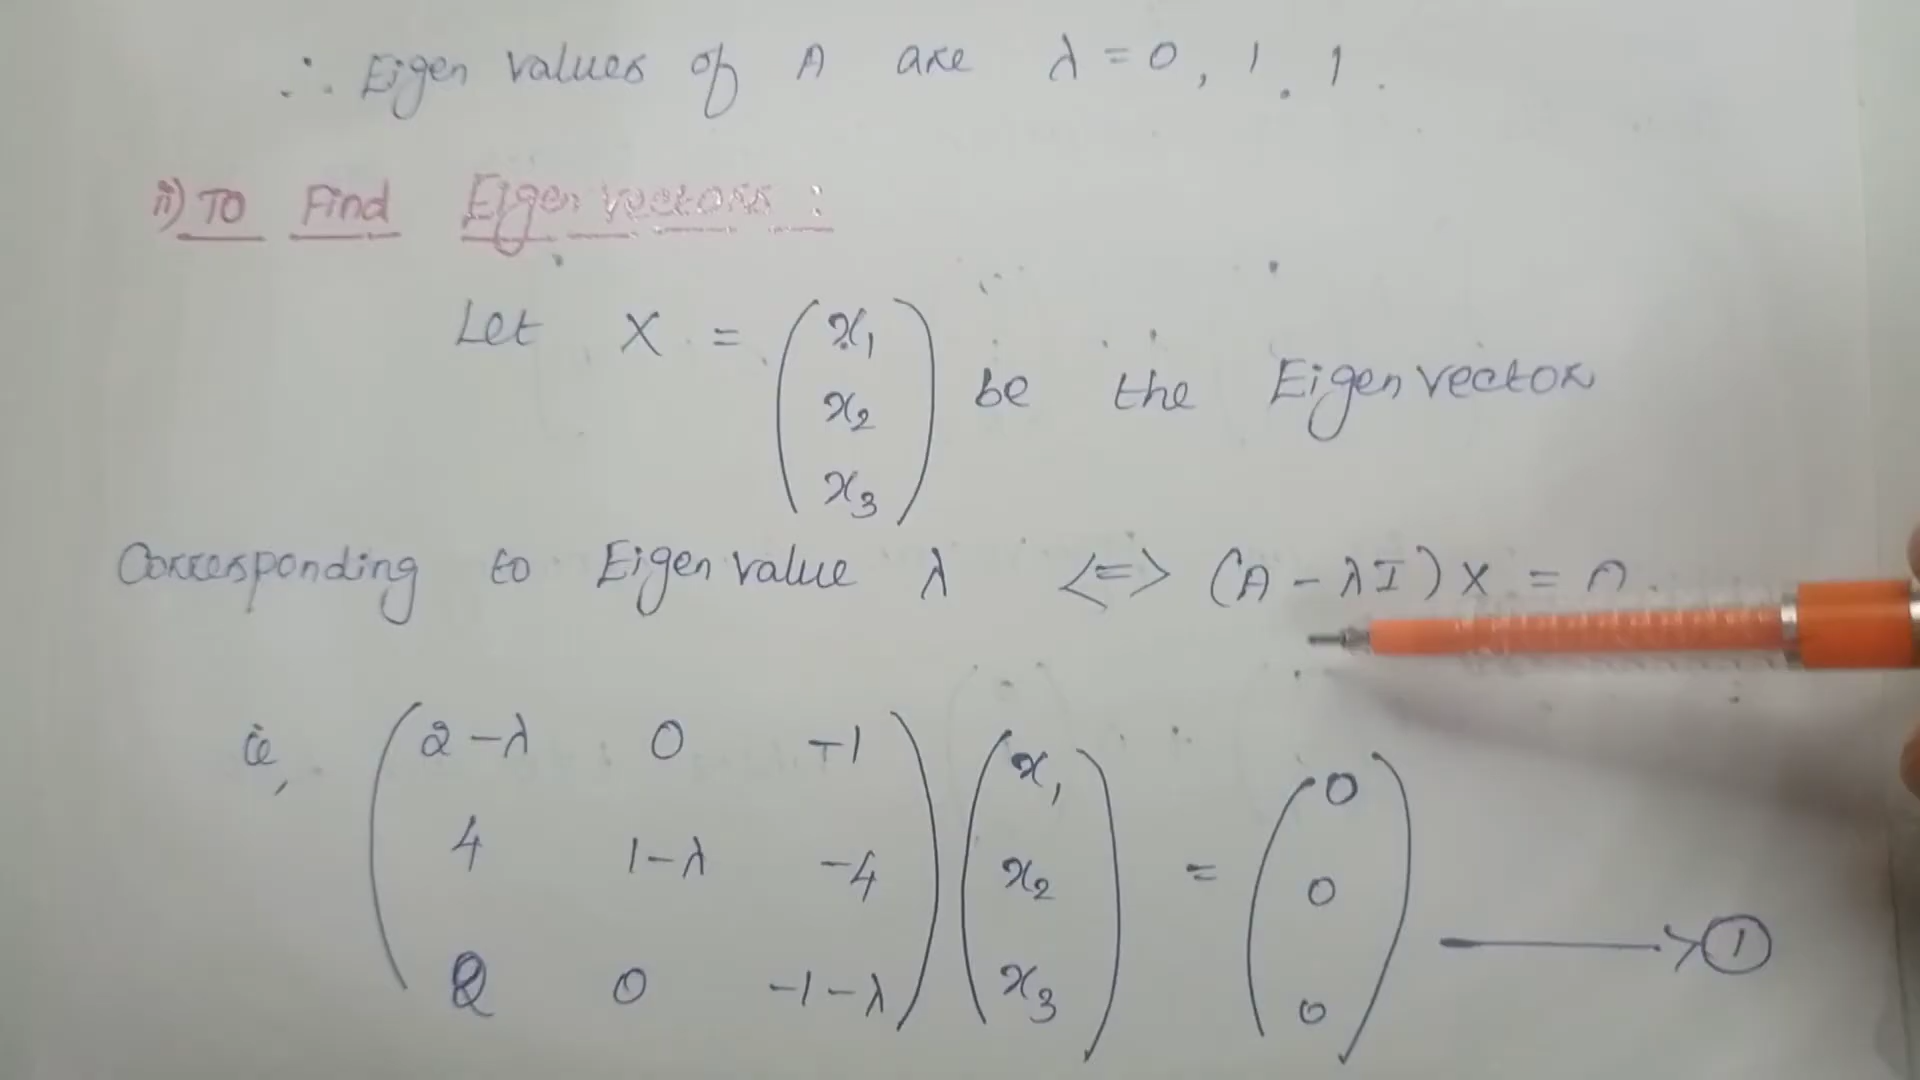 ∴ Eigen values of A are λ = 0, 1, 1.
ii) To Find Eigen vectors :
Let X = (x₁ x₂ x₃) be the Eigen vector
Corresponding to Eigen value λ <=> (A - λI) X = 0.
ie, (2-λ 0 -1
4 1-λ -4
2 0 -1-λ) (x₁ x₂ x₃) = (0 0 0) → ①